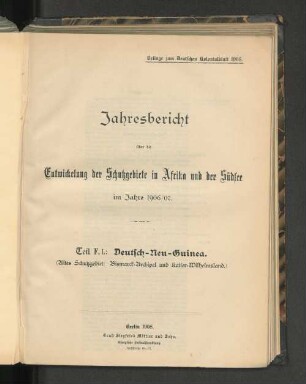 Beilage zum Deutschen Kolonialblatt 1908.
Jahresbericht
über die
Entwickelung der Schutzgebiete in Afrika und der Südsee
im Jahre 1906/07.
Teil F. I.: Deutsch-Neu-Guinea.
(Altes Schutzgebiet: Bismarck-Archipel und Kaiser-Wilhelmsland.)
Berlin 1908.
Ernst Siegfried Mittler und Sohn.
Königliche Hofbuchhandlung